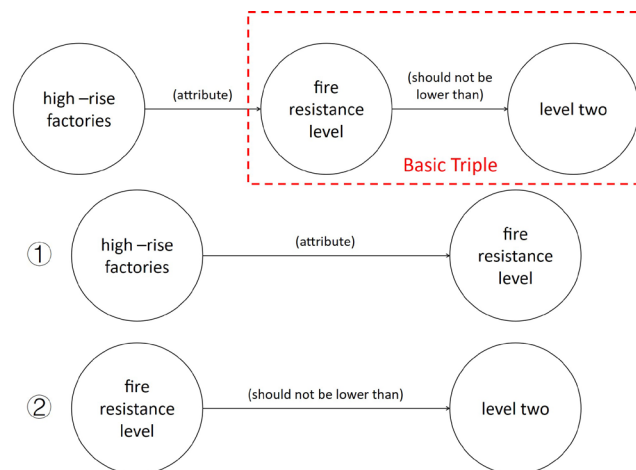 high –rise
factories
(attribute)
fire
resistance
level
(should not be
lower than)
level two
Basic Triple
①
high –rise
factories
(attribute)
fire
resistance
level
②
fire
resistance
level
(should not be lower than)
level two